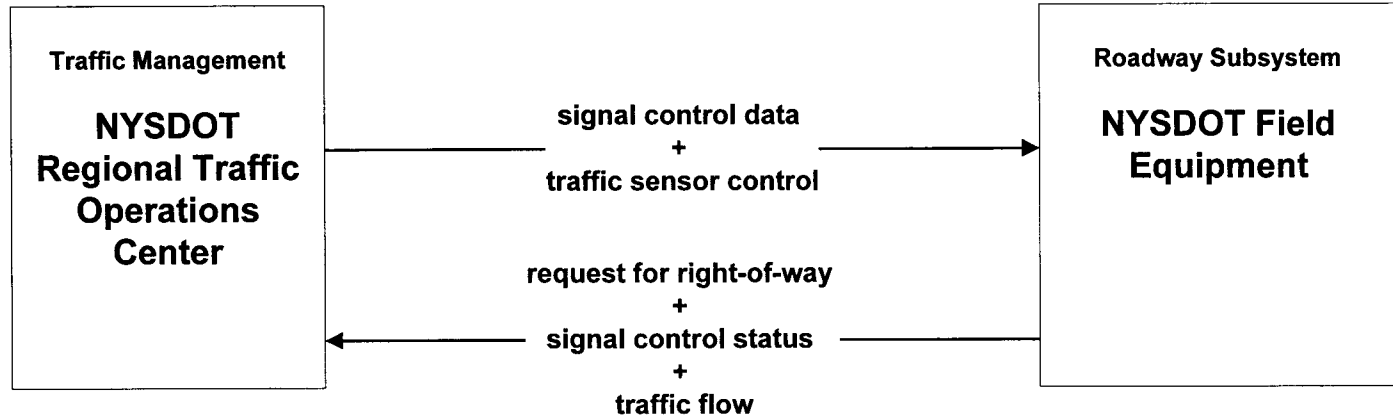 Traffic Management
NYSDOT
Regional Traffic
Operations
Center
signal control data
+
traffic sensor control
request for right-of-way
+
signal control status
+
traffic flow
Roadway Subsystem
NYSDOT Field
Equipment